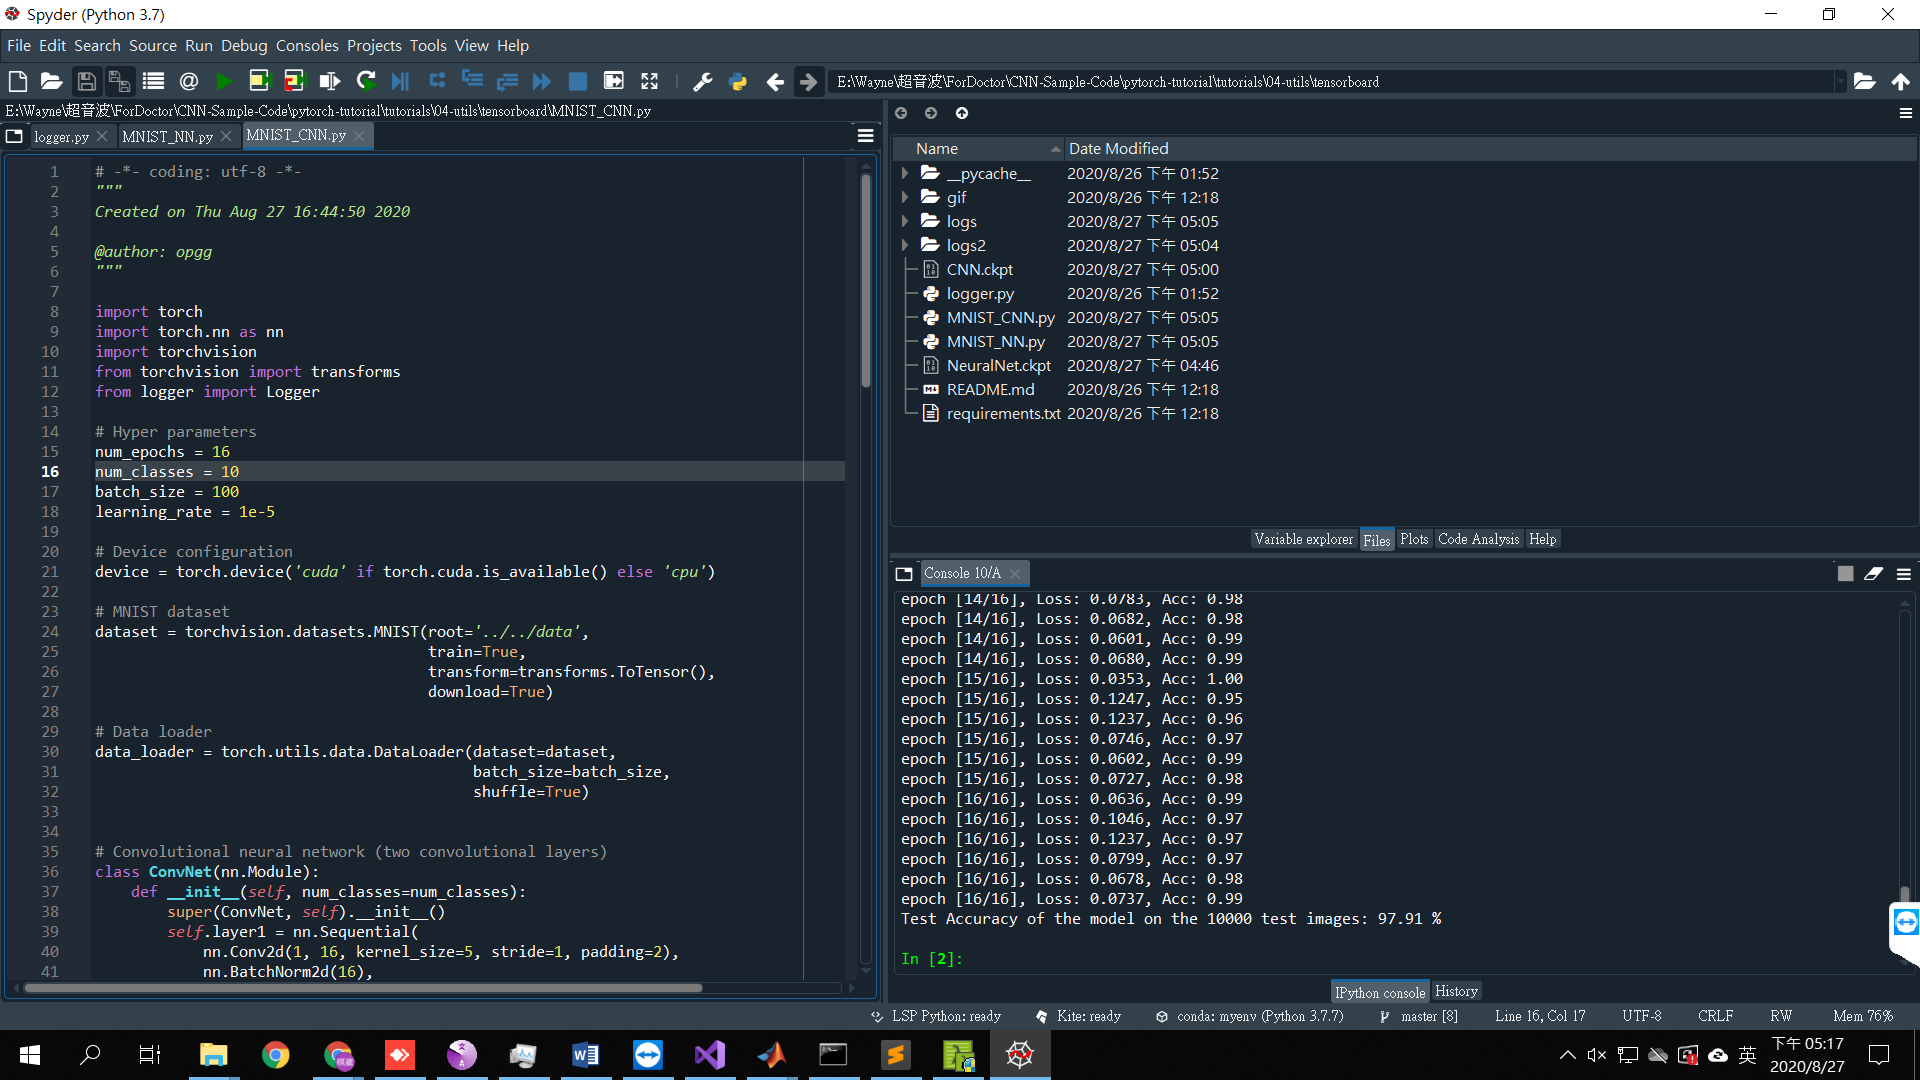 Spyder (Python 3.7)
File Edit Search Source Run Debug Consoles Projects Tools View Help
E:\Wayne\超音波\ForDoctor\CNN-Sample-Code\pytorch-tutorial\tutorials\04-utils\tensorboard
E:\Wayne\超音波\ForDoctor\CNN-Sample-Code\pytorch-tutorial\tutorials\04-utils\tensorboard\MNIST_CNN.py
logger.py MNIST_NN.py MNIST_CNN.py
1 # -*- coding: utf-8 -*-
2 """
3 Created on Thu Aug 27 16:44:50 2020
4
5 @author: opgg
6 """
7
8 import torch
9 import torch.nn as nn
10 import torchvision
11 from torchvision import transforms
12 from logger import Logger
13
14 # Hyper parameters
15 num_epochs = 16
16 num_classes = 10
17 batch_size = 100
18 learning_rate = 1e-5
19
20 # Device configuration
21 device = torch.device('cuda' if torch.cuda.is_available() else 'cpu')
22
23 # MNIST dataset
24 dataset = torchvision.datasets.MNIST(root='../../data',
25 train=True,
26 transform=transforms.ToTensor(),
27 download=True)
28
29 # Data loader
30 data_loader = torch.utils.data.DataLoader(dataset=dataset,
31 batch_size=batch_size,
32 shuffle=True)
33
34
35 # Convolutional neural network (two convolutional layers)
36 class ConvNet(nn.Module):
37 def __init__(self, num_classes=num_classes):
38 super(ConvNet, self).__init__()
39 self.layer1 = nn.Sequential(
40 nn.Conv2d(1, 16, kernel_size=5, stride=1, padding=2),
41 nn.BatchNorm2d(16),
Name Date Modified
__pycache__ 2020/8/26 下午 01:52
gif 2020/8/26 下午 12:18
logs 2020/8/27 下午 05:05
logs2 2020/8/27 下午 05:04
CNN.ckpt 2020/8/27 下午 05:00
logger.py 2020/8/26 下午 01:52
MNIST_CNN.py 2020/8/27 下午 05:05
MNIST_NN.py 2020/8/27 下午 05:05
NeuralNet.ckpt 2020/8/27 下午 04:46
README.md 2020/8/26 下午 12:18
requirements.txt 2020/8/26 下午 12:18
Variable explorer Files Plots Code Analysis Help
Console 10/A
epoch [14/16], Loss: 0.0783, Acc: 0.98
epoch [14/16], Loss: 0.0682, Acc: 0.98
epoch [14/16], Loss: 0.0601, Acc: 0.99
epoch [14/16], Loss: 0.0680, Acc: 0.99
epoch [15/16], Loss: 0.0353, Acc: 1.00
epoch [15/16], Loss: 0.1247, Acc: 0.95
epoch [15/16], Loss: 0.1237, Acc: 0.96
epoch [15/16], Loss: 0.0746, Acc: 0.97
epoch [15/16], Loss: 0.0602, Acc: 0.99
epoch [15/16], Loss: 0.0727, Acc: 0.98
epoch [16/16], Loss: 0.0636, Acc: 0.99
epoch [16/16], Loss: 0.1046, Acc: 0.97
epoch [16/16], Loss: 0.1237, Acc: 0.97
epoch [16/16], Loss: 0.0799, Acc: 0.97
epoch [16/16], Loss: 0.0678, Acc: 0.98
epoch [16/16], Loss: 0.0737, Acc: 0.99
Test Accuracy of the model on the 10000 test images: 97.91 %
In [2]:
IPython console History
LSP Python: ready Kite: ready conda: myenv (Python 3.7.7) master [8] Line 16, Col 17 UTF-8 CRLF RW Mem 76%
英
下午 05:17
2020/8/27